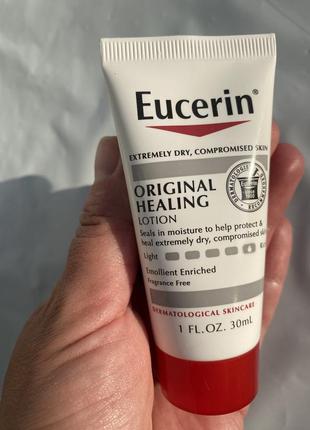 Eucerin®
EXTREMELY DRY, COMPROMISED SKIN
ORIGINAL
HEALING
LOTION
Seals in moisture to help protect &
heal extremely dry, compromised
Light
Emollient Enriched
Fragrance Free
DERMATOLOGICAL SKINCARE
1 FL.OZ. 30mL